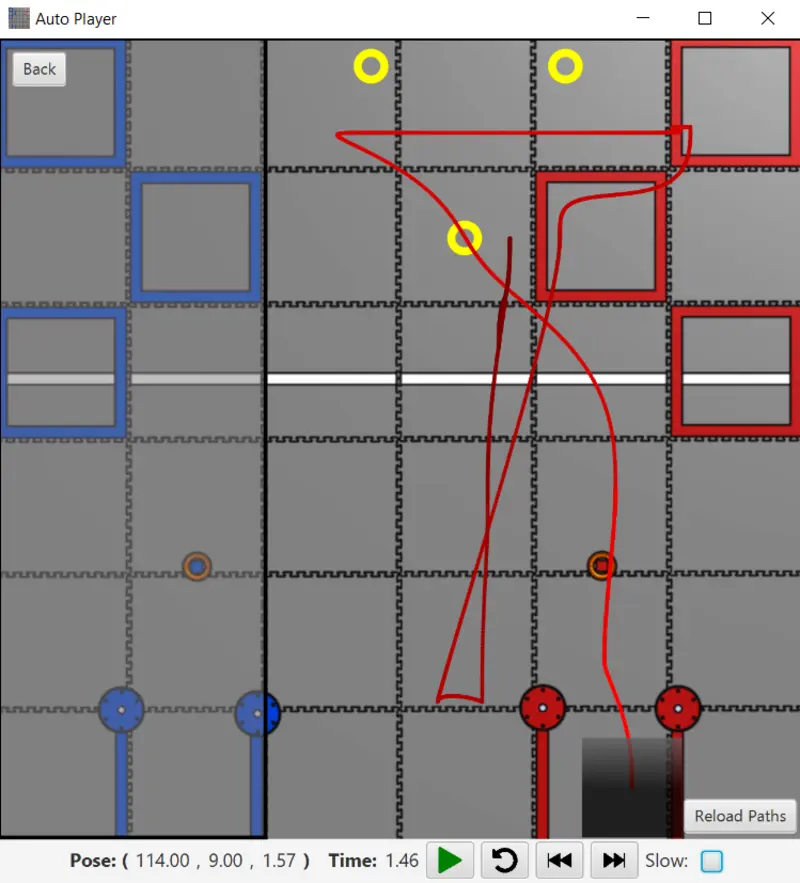 Auto Player
Back
Reload Paths
Pose: ( 114.00 , 9.00 , 1.57 ) Time: 1.46 Slow: